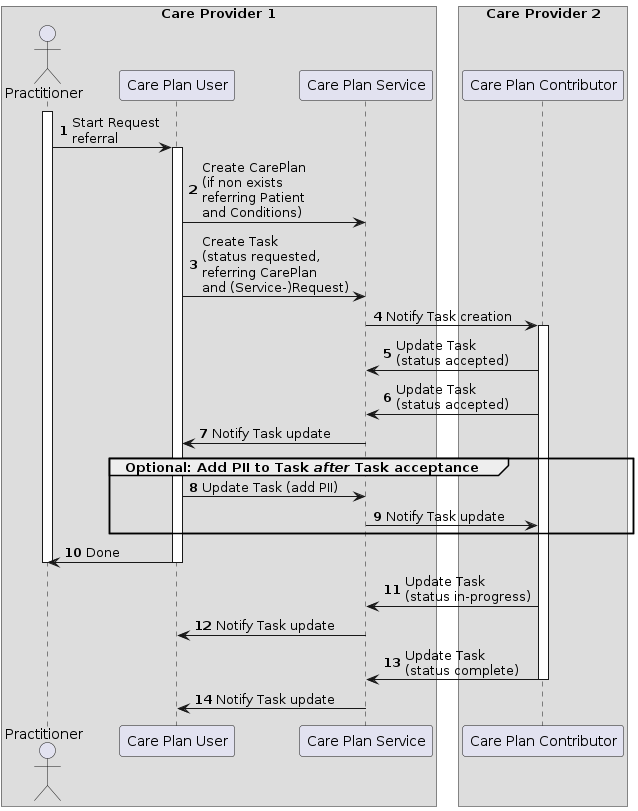 Care Provider 1
Care Provider 2
Practitioner
Care Plan User
Care Plan Service
Care Plan Contributor
1 Start Request
referral
2 Create CarePlan
(if non exists
referring Patient
and Conditions)
3 Create Task
(status requested,
referring CarePlan
and (Service-)Request)
4 Notify Task creation
5 Update Task
(status accepted)
6 Update Task
(status accepted)
7 Notify Task update
Optional: Add PII to Task after Task acceptance
8 Update Task (add PII)
9 Notify Task update
10 Done
11 Update Task
(status in-progress)
12 Notify Task update
13 Update Task
(status complete)
14 Notify Task update
Practitioner
Care Plan User
Care Plan Service
Care Plan Contributor